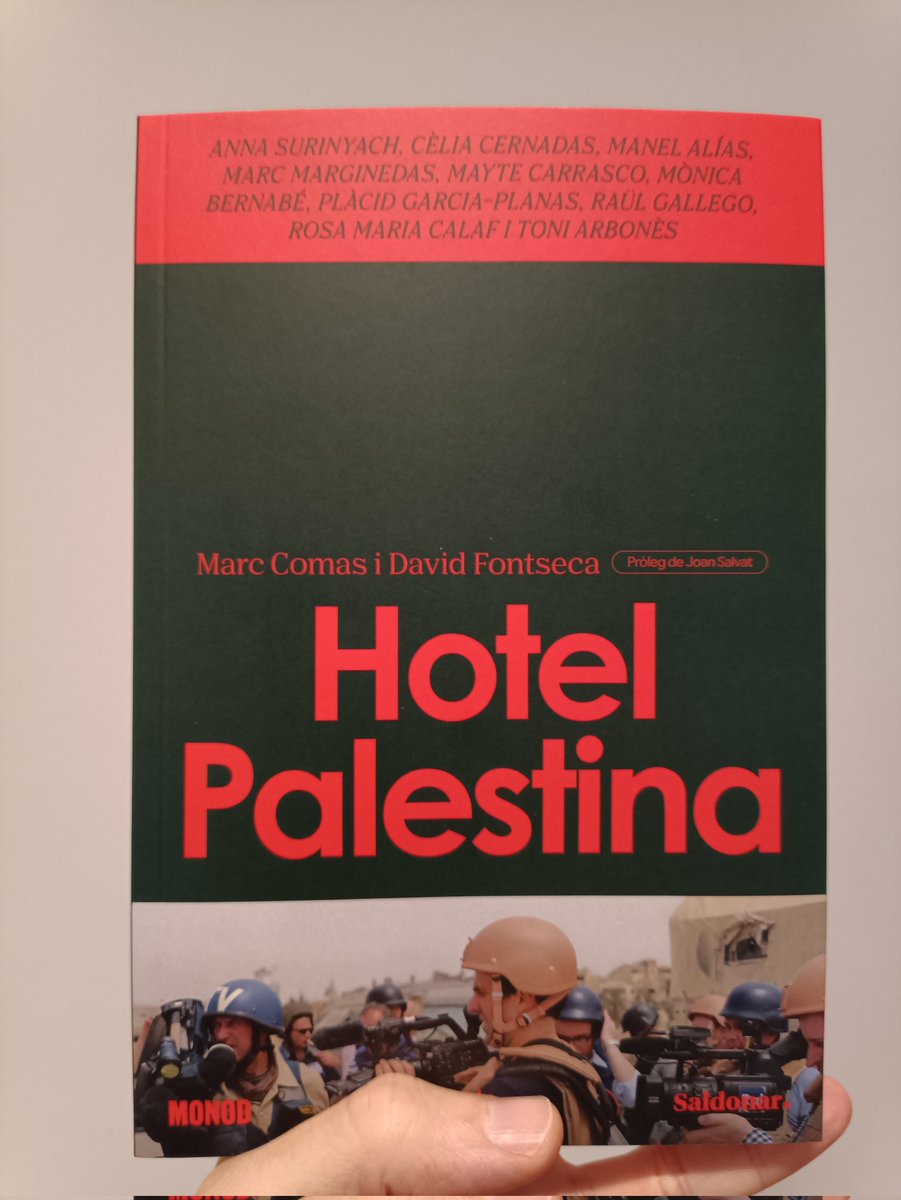 ANNA SURINYACH, CÈLIA CERNADAS, MANEL ALÍAS,
MARC MARGINEDAS, MAYTE CARRASCO, MÒNICA
BERNABÉ, PLÀCID GARCIA-PLANAS, RAÜL GALLEGO,
ROSA MARIA CALAF I TONI ARBONÈS
Marc Comas i David Fontseca
Pròleg de Joan Salvat
Hotel
Palestina
V
MONOD
Saldonar.
MONOD